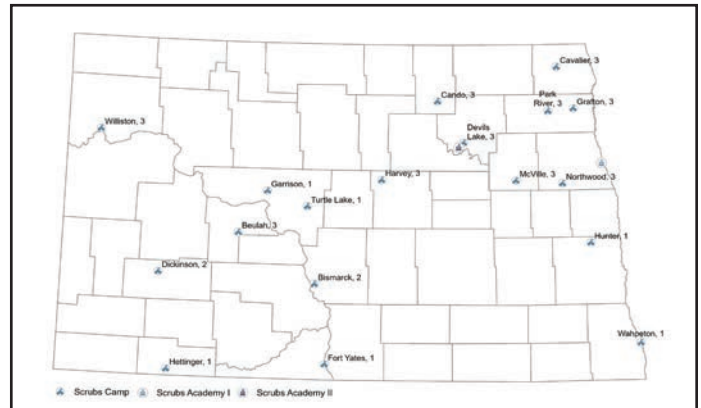 Cavalier, 3
Cando, 3
Park
River, 3
Grafton, 3
Williston, 3
Devils
Lake, 3
Harvey, 3
McVille, 3
Northwood, 3
Garrison, 1
Turtle Lake, 1
Beulah, 3
Hunter, 1
Dickinson, 2
Bismarck, 2
Wahpeton, 1
Hettinger, 1
Fort Yates, 1
Scrubs Camp Scrubs Academy I Scrubs Academy II